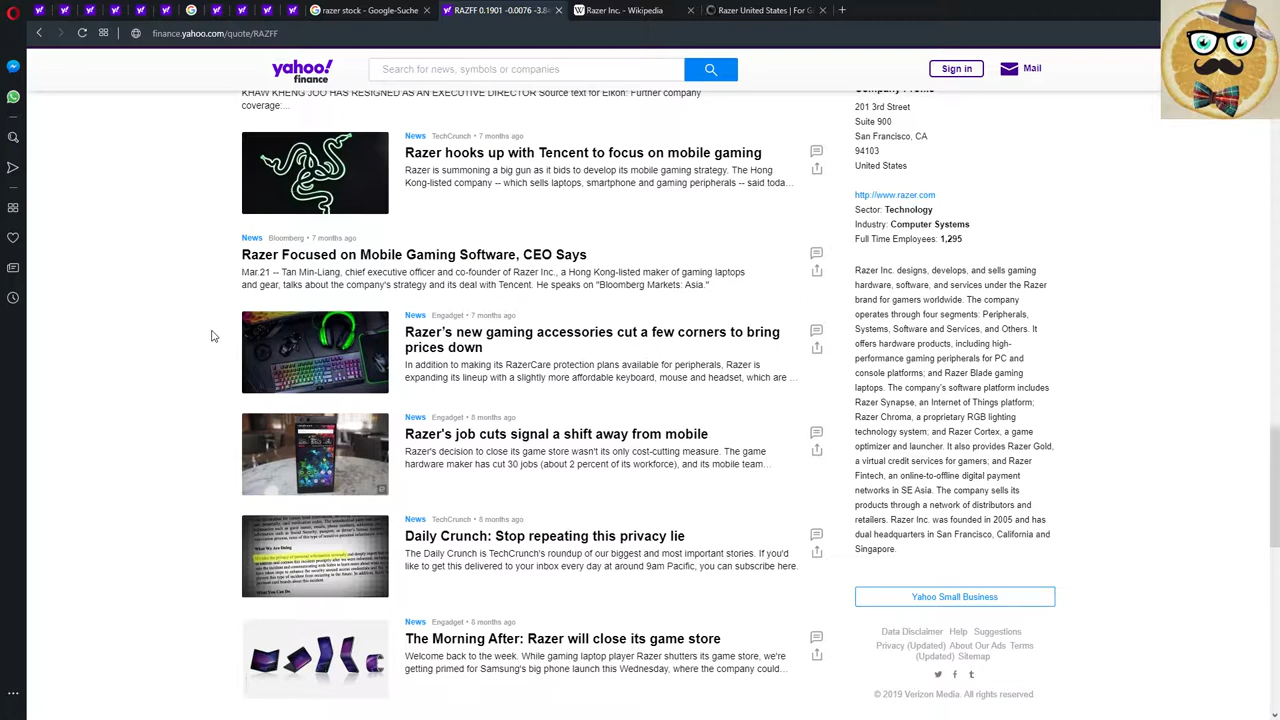 razer stock - Google-Suche
RAZFF 0.1901 -0.0076 -3.8
Razer Inc. - Wikipedia
Razer United States | For G
finance.yahoo.com/quote/RAZFF
yahoo!
finance
Search for news, symbols or companies
Sign in
Mail
KHAW KHENG JOO HAS RESIGNED AS AN EXECUTIVE DIRECTOR Source text for Eikon: Further company
coverage:...
News TechCrunch • 7 months ago
Razer hooks up with Tencent to focus on mobile gaming
Razer is summoning a big gun as it bids to develop its mobile gaming strategy. The Hong
Kong-listed company -- which sells laptops, smartphone and gaming peripherals -- said toda…
News Bloomberg • 7 months ago
Razer Focused on Mobile Gaming Software, CEO Says
Mar.21 -- Tan Min-Liang, chief executive officer and co-founder of Razer Inc., a Hong Kong-listed maker of gaming laptops
and gear, talks about the company's strategy and its deal with Tencent. He speaks on "Bloomberg Markets: Asia."
News Engadget • 7 months ago
Razer's new gaming accessories cut a few corners to bring
prices down
In addition to making its RazerCare protection plans available for peripherals, Razer is
expanding its lineup with a slightly more affordable keyboard, mouse and headset, which are …
News Engadget • 8 months ago
Razer's job cuts signal a shift away from mobile
Razer's decision to close its game store wasn't its only cost-cutting measure. The game
hardware maker has cut 30 jobs (about 2 percent of its workforce), and its mobile team…
News TechCrunch • 8 months ago
Daily Crunch: Stop repeating this privacy lie
The Daily Crunch is TechCrunch's roundup of our biggest and most important stories. If you'd
like to get this delivered to your inbox every day at around 9am Pacific, you can subscribe here.
What We Are Doing
What You Can Do.
News Engadget • 8 months ago
The Morning After: Razer will close its game store
Welcome back to the week. While gaming laptop player Razer shutters its game store, we're
getting primed for Samsung's big phone launch this Wednesday, where the company could…
Company Profile
201 3rd Street
Suite 900
San Francisco, CA
94103
United States
http://www.razer.com
Sector: Technology
Industry: Computer Systems
Full Time Employees: 1,295
Razer Inc. designs, develops, and sells gaming
hardware, software, and services under the Razer
brand for gamers worldwide. The company
operates through four segments: Peripherals,
Systems, Software and Services, and Others. It
offers hardware products, including high-
performance gaming peripherals for PC and
console platforms; and Razer Blade gaming
laptops. The company's software platform includes
Razer Synapse, an Internet of Things platform;
Razer Chroma, a proprietary RGB lighting
technology system; and Razer Cortex, a game
optimizer and launcher. It also provides Razer Gold,
a virtual credit services for gamers; and Razer
Fintech, an online-to-offline digital payment
networks in SE Asia. The company sells its
products through a network of distributors and
retailers. Razer Inc. was founded in 2005 and has
dual headquarters in San Francisco, California and
Singapore.
Yahoo Small Business
Data Disclaimer Help Suggestions
Privacy (Updated) About Our Ads Terms
(Updated) Sitemap
© 2019 Verizon Media. All rights reserved.